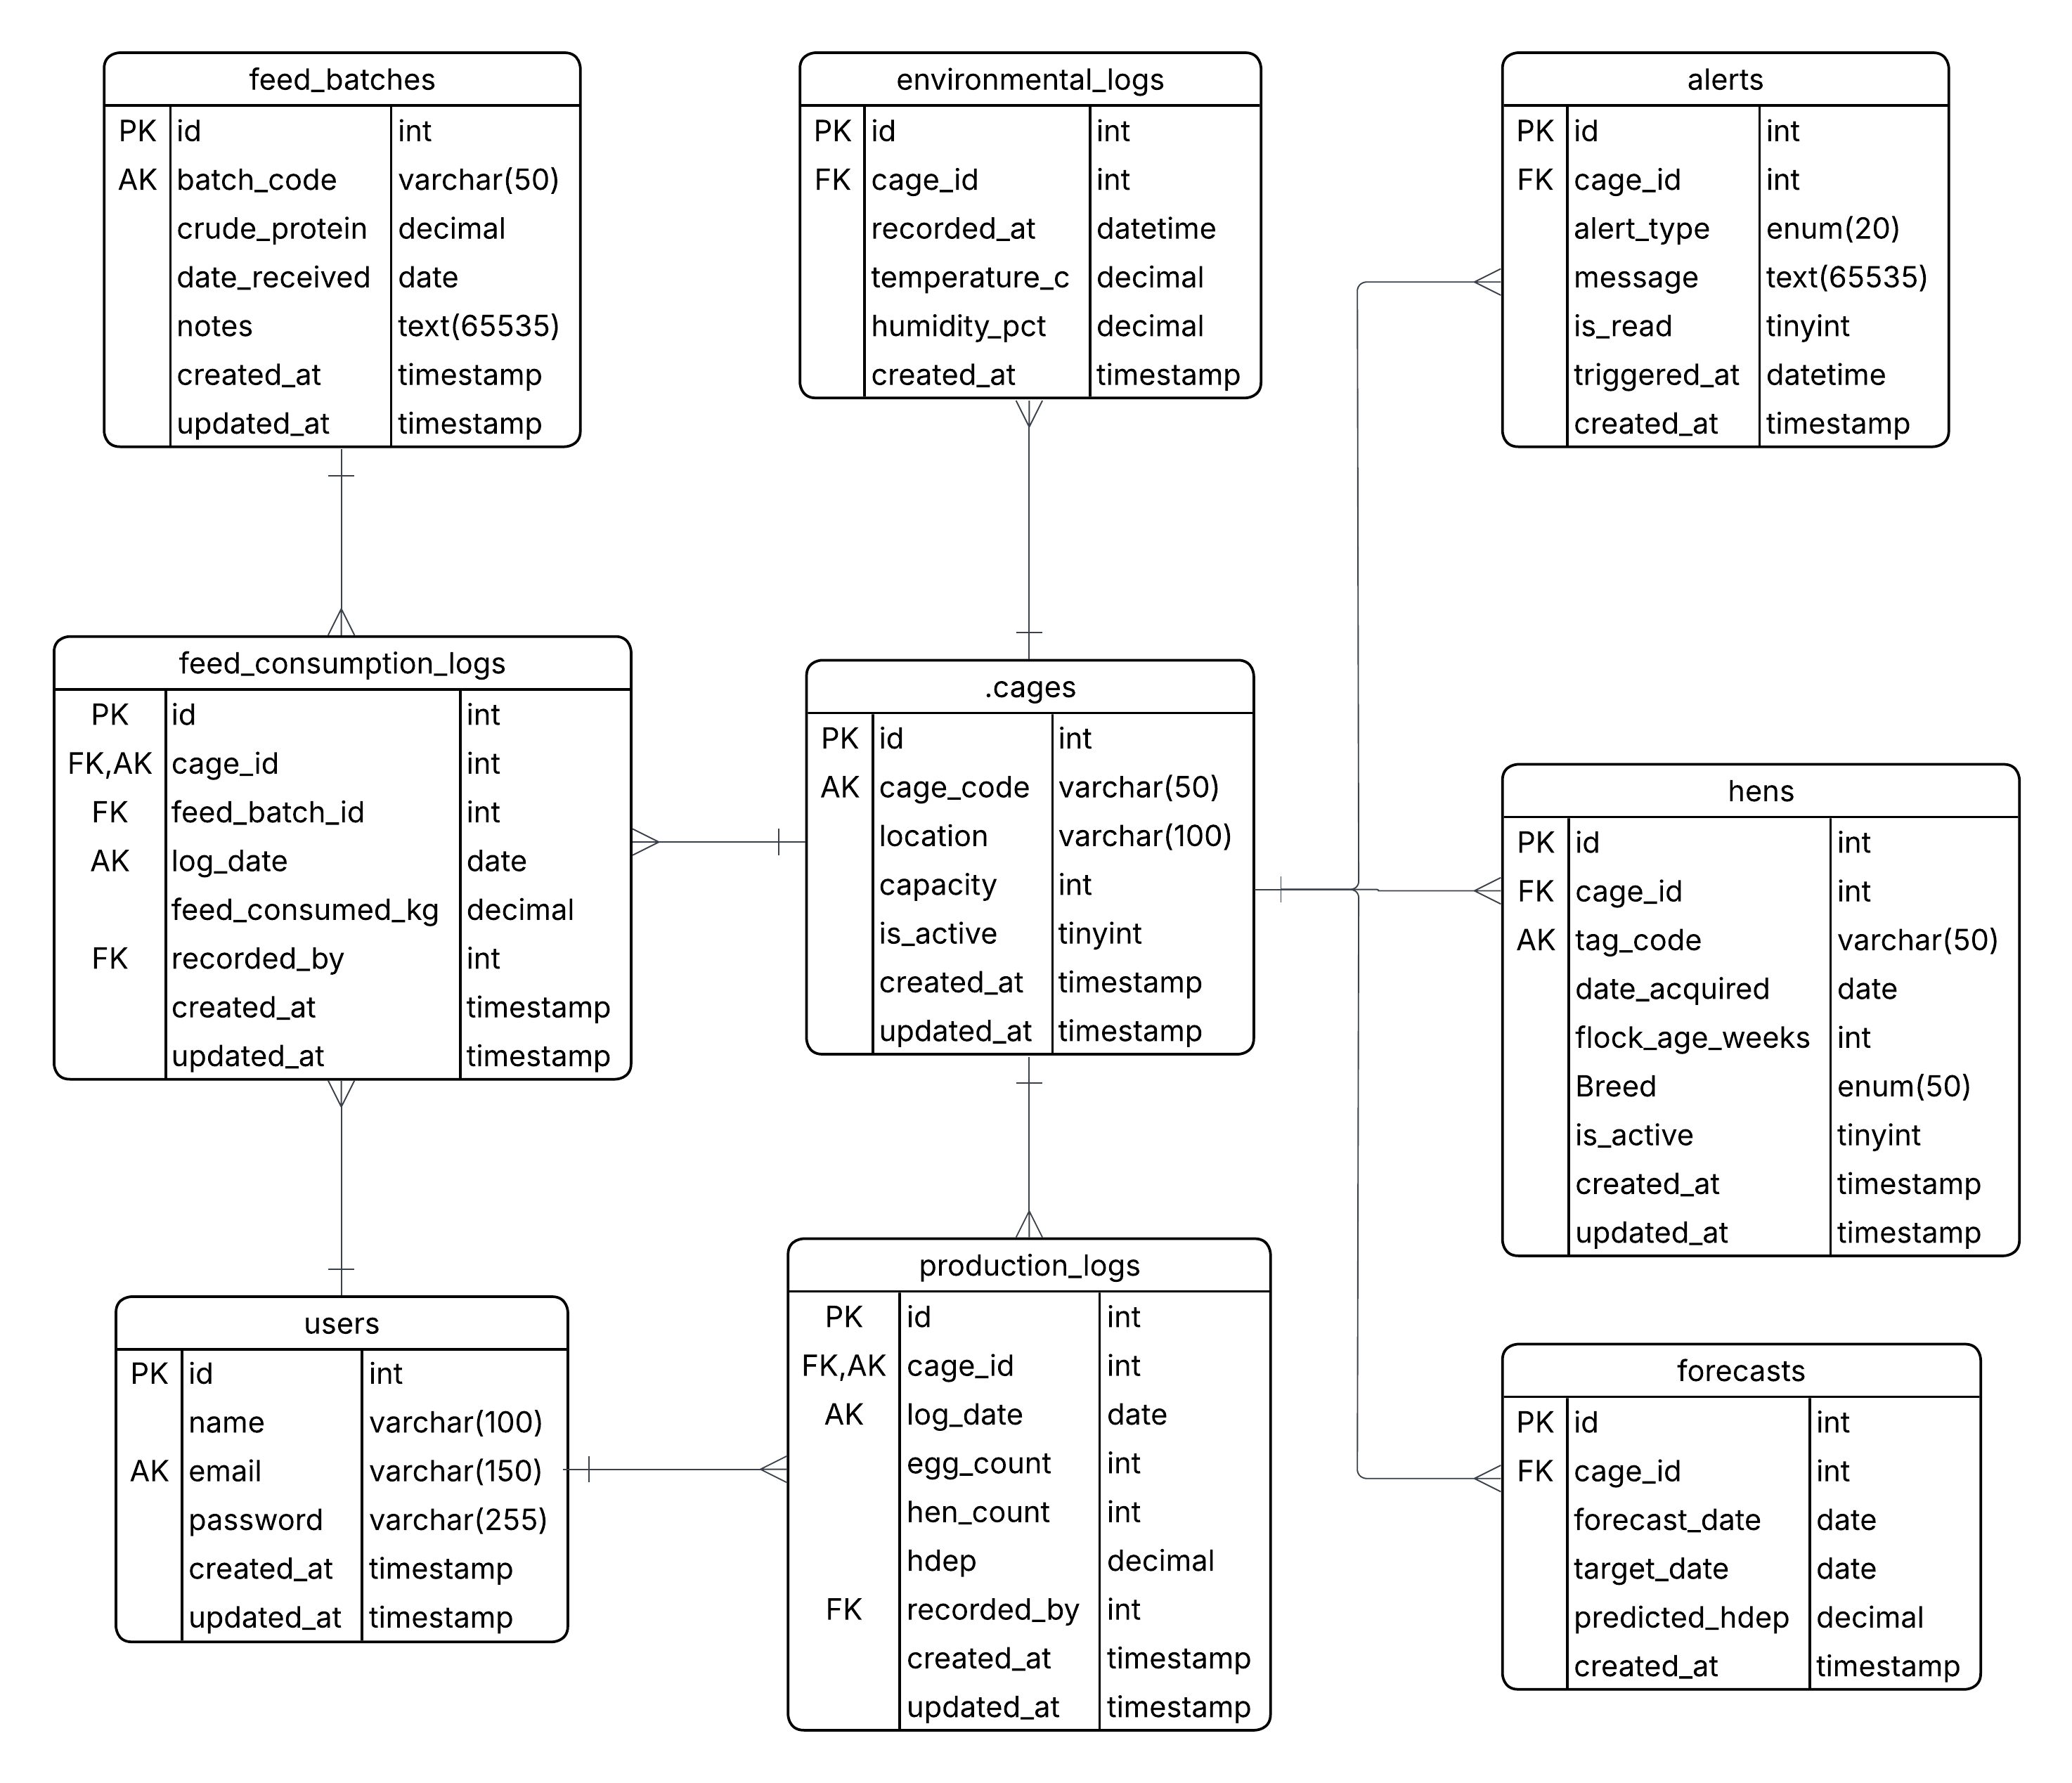 feed_batches
PK id int
AK batch_code varchar(50)
crude_protein decimal
date_received date
notes text(65535)
created_at timestamp
updated_at timestamp
environmental_logs
PK id int
FK cage_id int
recorded_at datetime
temperature_c decimal
humidity_pct decimal
created_at timestamp
alerts
PK id int
FK cage_id int
alert_type enum(20)
message text(65535)
is_read tinyint
triggered_at datetime
created_at timestamp
feed_consumption_logs
PK id int
FK,AK cage_id int
FK feed_batch_id int
AK log_date date
feed_consumed_kg decimal
FK recorded_by int
created_at timestamp
updated_at timestamp
.cages
PK id int
AK cage_code varchar(50)
location varchar(100)
capacity int
is_active tinyint
created_at timestamp
updated_at timestamp
hens
PK id int
FK cage_id int
AK tag_code varchar(50)
date_acquired date
flock_age_weeks int
Breed enum(50)
is_active tinyint
created_at timestamp
updated_at timestamp
users
PK id int
name varchar(100)
AK email varchar(150)
password varchar(255)
created_at timestamp
updated_at timestamp
production_logs
PK id int
FK,AK cage_id int
AK log_date date
egg_count int
hen_count int
hdep decimal
FK recorded_by int
created_at timestamp
updated_at timestamp
forecasts
PK id int
FK cage_id int
forecast_date date
target_date date
predicted_hdep decimal
created_at timestamp